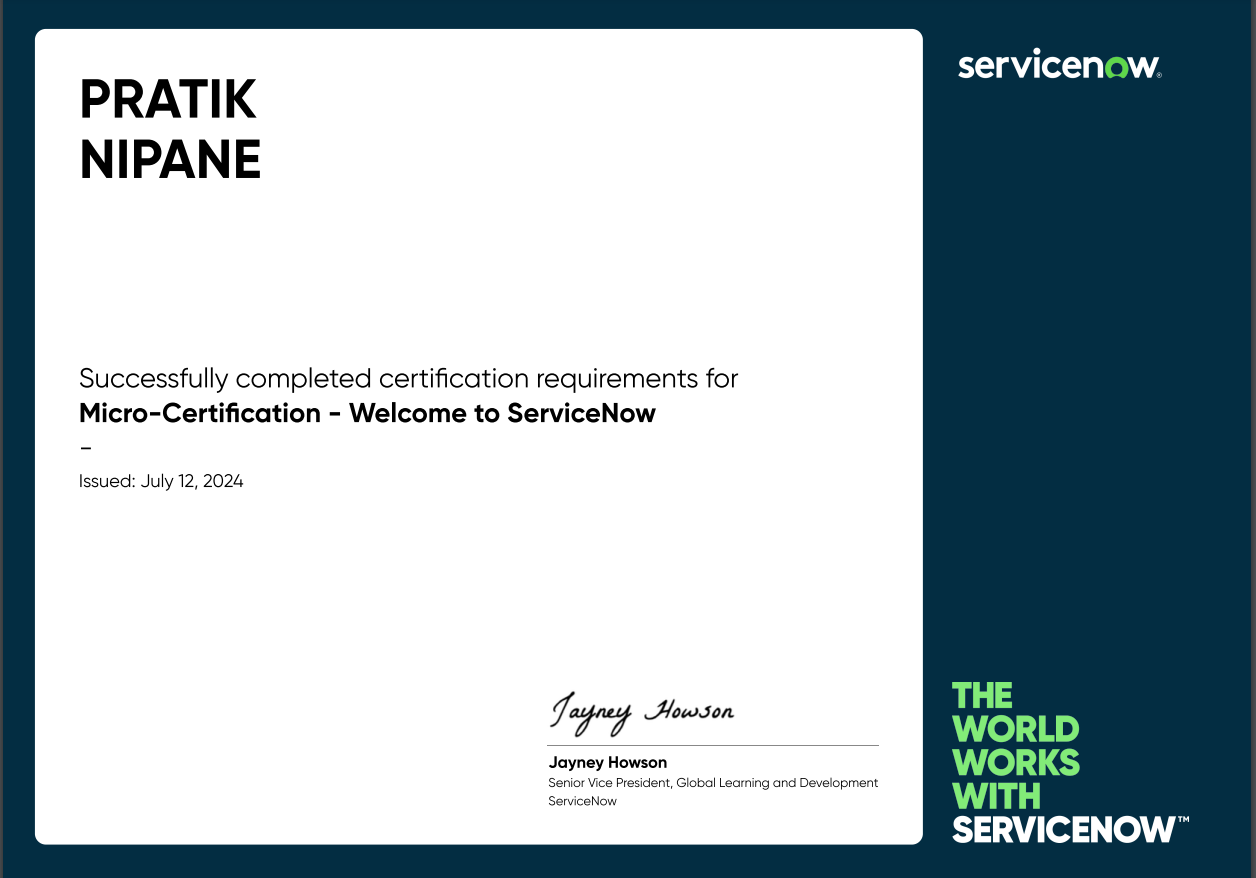 PRATIK
NIPANE
Successfully completed certification requirements for
Micro-Certification - Welcome to ServiceNow
–
Issued: July 12, 2024
Jayney Howson
Jayney Howson
Senior Vice President, Global Learning and Development
ServiceNow
servicenow®
THE
WORLD
WORKS
WITH
SERVICENOW™